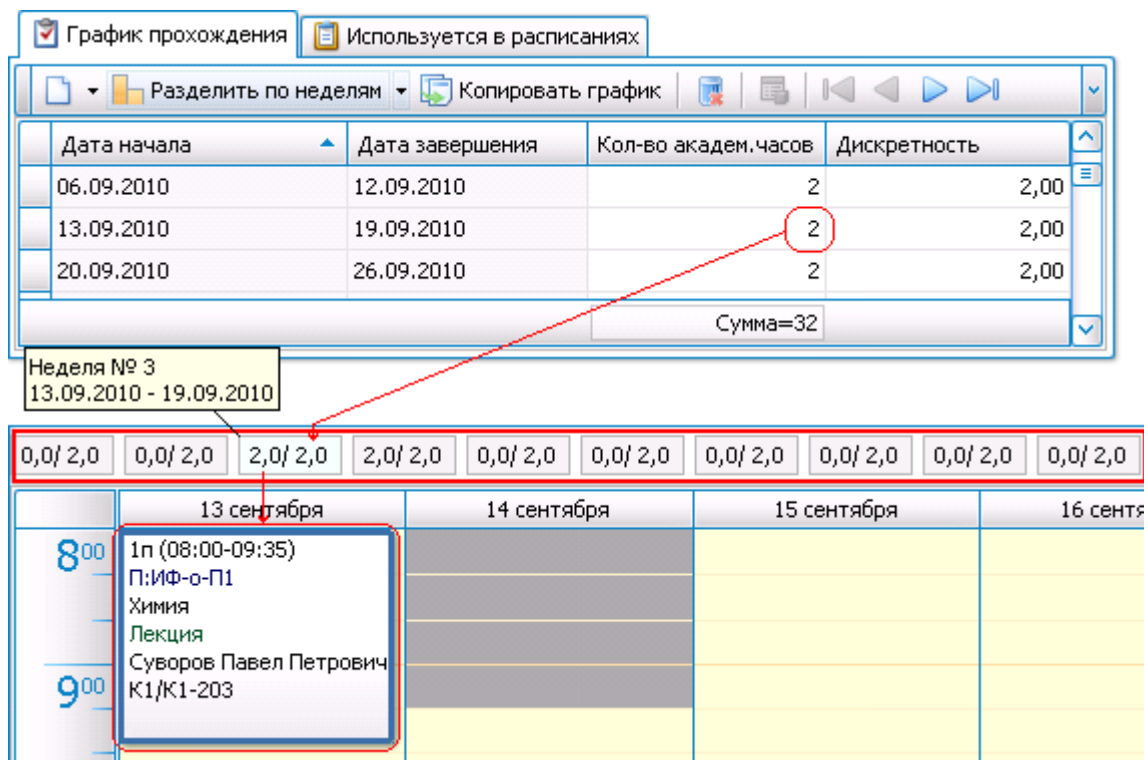 График прохождения Используется в расписаниях
Разделить по неделям Копировать график
Дата начала Дата завершения Кол-во академ.часов Дискретность
06.09.2010 12.09.2010 2 2,00
13.09.2010 19.09.2010 2 2,00
20.09.2010 26.09.2010 2 2,00
Сумма=32
Неделя № 3
13.09.2010 - 19.09.2010
0,0/ 2,0 0,0/ 2,0 2,0/ 2,0 2,0/ 2,0 0,0/ 2,0 0,0/ 2,0 0,0/ 2,0 0,0/ 2,0 0,0/ 2,0 0,0/ 2,0
13 сентября 14 сентября 15 сентября 16 сентя
8 00
1п (08:00-09:35)
П:ИФ-о-П1
Химия
Лекция
Суворов Павел Петрович
9 00
К1/К1-203